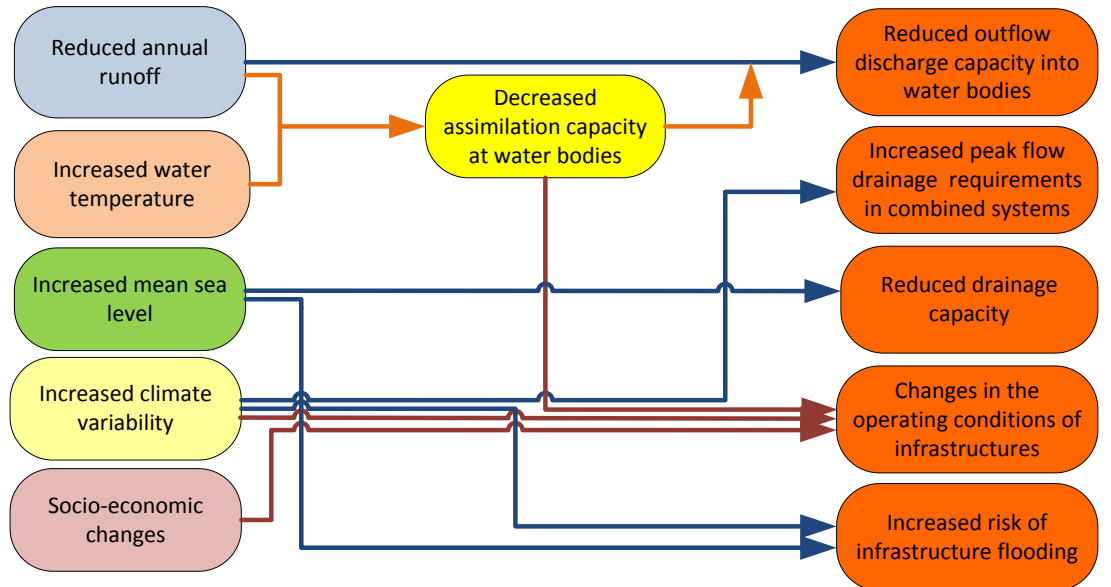 Reduced annual
runoff
Increased water
temperature
Increased mean sea
level
Increased climate
variability
Socio-economic
changes
Decreased
assimilation capacity
at water bodies
Reduced outflow
discharge capacity into
water bodies
Increased peak flow
drainage requirements
in combined systems
Reduced drainage
capacity
Changes in the
operating conditions of
infrastructures
Increased risk of
infrastructure flooding